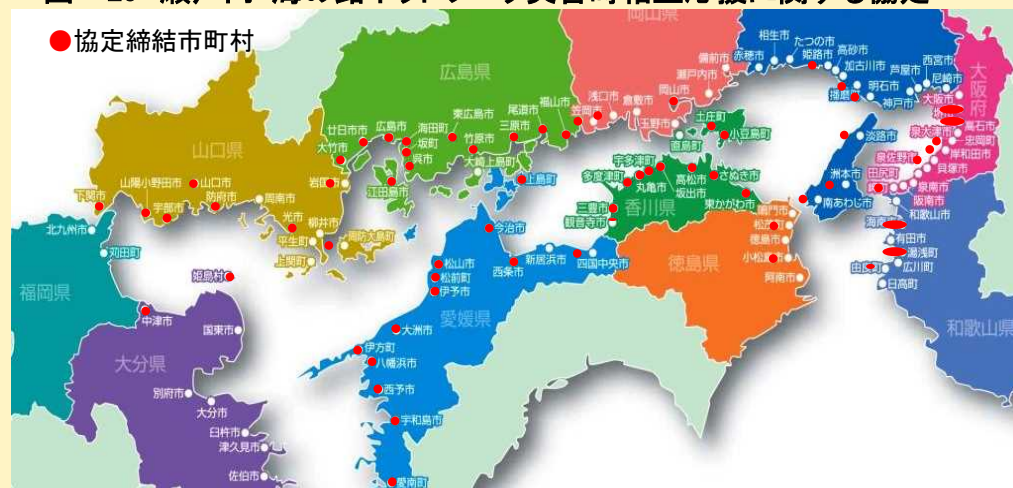 ●協定締結市町村
岡山県
広島県
山口県
福岡県
大分県
愛媛県
香川県
徳島県
大阪府
和歌山県
相生市
たつの市
赤穂市
姫路市
高砂市
加古川市
播磨町
明石市
神戸市
芦屋市
西宮市
尼崎市
大阪市
高石市
泉大津市
忠岡町
岸和田市
貝塚市
泉佐野市
田尻町
泉南市
阪南市
和歌山市
海南市
有田市
湯浅町
広川町
由良町
日高町
淡路市
洲本市
南あわじ市
備前市
瀬戸内市
岡山市
玉野市
倉敷市
浅口市
笠岡市
福山市
尾道市
三原市
竹原市
東広島市
大崎上島町
海田町
坂町
呉市
広島市
江田島市
廿日市市
大竹市
岩国市
周防大島町
柳井市
平生町
上関町
光市
周南市
防府市
山口市
宇部市
山陽小野田市
下関市
北九州市
苅田町
中津市
姫島村
国東市
別府市
大分市
臼杵市
津久見市
佐伯市
上島町
今治市
松山市
松前町
伊予市
大洲市
伊方町
八幡浜市
西予市
宇和島市
愛南町
西条市
新居浜市
四国中央市
土庄町
小豆島町
直島町
宇多津町
多度津町
丸亀市
坂出市
高松市
さぬき市
東かがわ市
三豊市
観音寺市
鳴門市
松茂町
徳島市
小松島市
阿南市